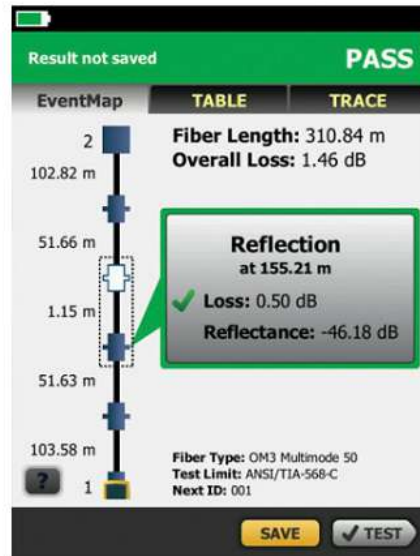 Result not saved
PASS
EventMap
TABLE
TRACE
2
Fiber Length: 310.84 m
Overall Loss: 1.46 dB
102.82 m
51.66 m
Reflection
at 155.21 m
Loss: 0.50 dB
Reflectance: -46.18 dB
1.15 m
51.63 m
103.58 m
Fiber Type: OM3 Multimode 50
Test Limit: ANSI/TIA-568-C
Next ID: 001
?
1
SAVE
TEST